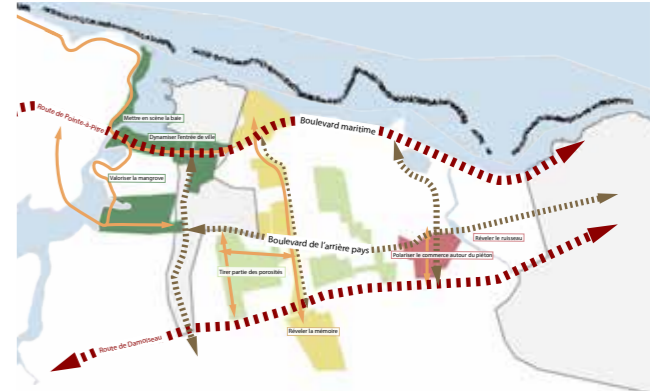 Mettre en scène la baie
Route de Pointe-à-Pitre
Dynamiser l'entrée de ville
Boulevard maritime
Valoriser la mangrove
Réveler le ruisseau
Boulevard de l'arrière pays
Polariser le commerce autour du piéton
Tirer partie des porosités
Réveler la mémoire
Route de Damoiseau